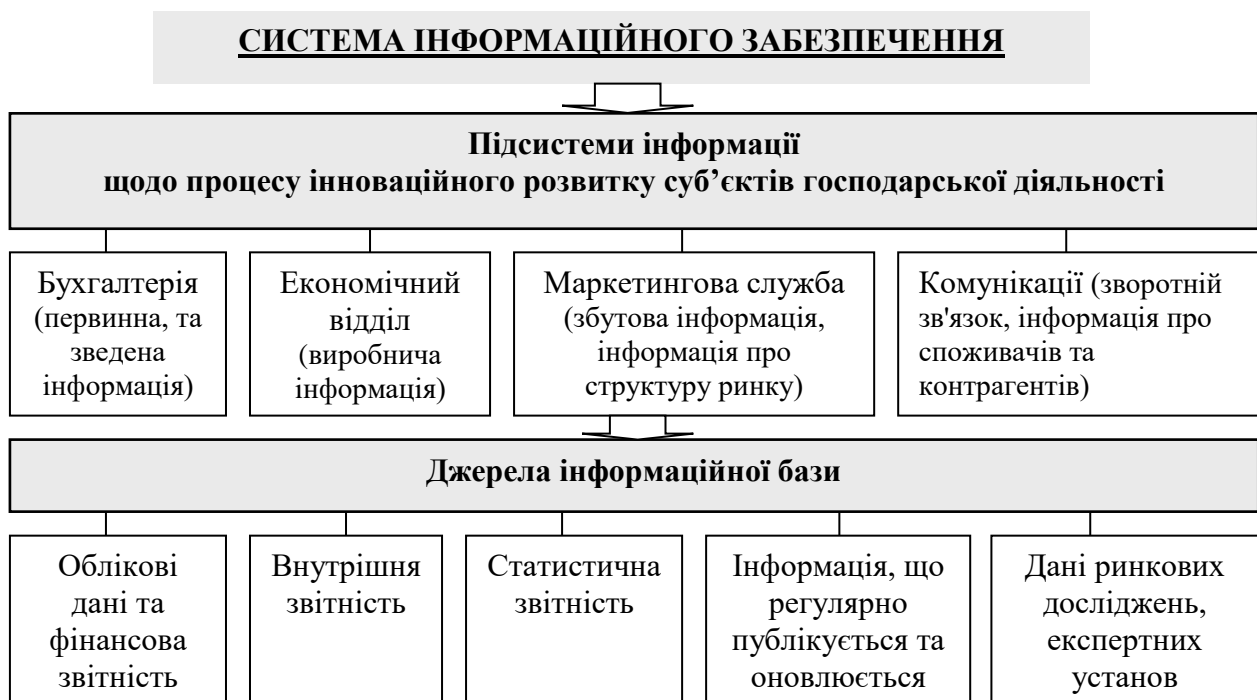 СИСТЕМА ІНФОРМАЦІЙНОГО ЗАБЕЗПЕЧЕННЯ
Підсистеми інформації
щодо процесу інноваційного розвитку суб’єктів господарської діяльності
Бухгалтерія
(первинна, та
зведена
інформація)
Економічний
відділ
(виробнича
інформація)
Маркетингова служба
(збутова інформація,
інформація про
структуру ринку)
Комунікації (зворотній
зв'язок, інформація про
споживачів та
контрагентів)
Джерела інформаційної бази
Облікові
дані та
фінансова
звітність
Внутрішня
звітність
Статистична
звітність
Інформація, що
регулярно
публікується та
оновлюється
Дані ринкових
досліджень,
експертних
установ